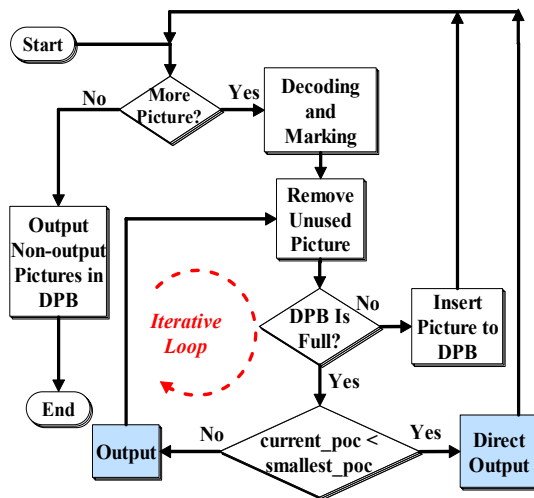 Start
More
Picture?
No
Yes
Decoding
and
Marking
Output
Non-output
Pictures in
DPB
Remove
Unused
Picture
Iterative
Loop
DPB Is
Full?
No
Insert
Picture to
DPB
Yes
End
Output
No
current_poc <
smallest_poc
Yes
Direct
Output